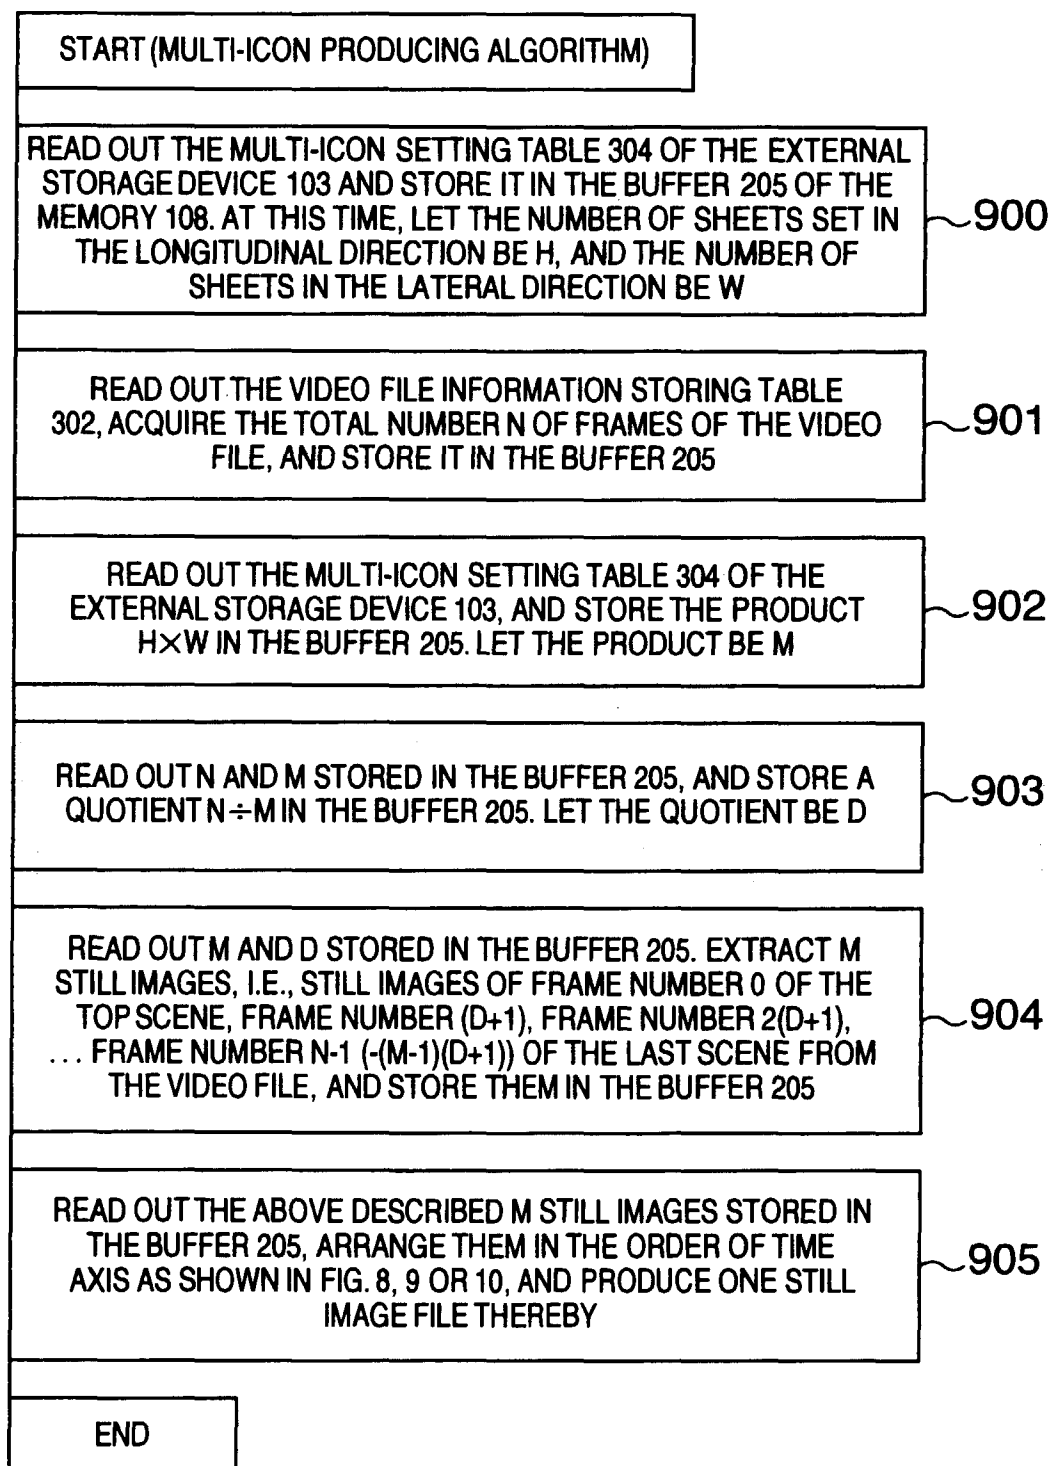 START (MULTI-ICON PRODUCING ALGORITHM)
READ OUT THE MULTI-ICON SETTING TABLE 304 OF THE EXTERNAL
STORAGE DEVICE 103 AND STORE IT IN THE BUFFER 205 OF THE
MEMORY 108. AT THIS TIME, LET THE NUMBER OF SHEETS SET IN
THE LONGITUDINAL DIRECTION BE H, AND THE NUMBER OF
SHEETS IN THE LATERAL DIRECTION BE W
900
READ OUT THE VIDEO FILE INFORMATION STORING TABLE
302, ACQUIRE THE TOTAL NUMBER N OF FRAMES OF THE VIDEO
FILE, AND STORE IT IN THE BUFFER 205
901
READ OUT THE MULTI-ICON SETTING TABLE 304 OF THE
EXTERNAL STORAGE DEVICE 103, AND STORE THE PRODUCT
H×W IN THE BUFFER 205. LET THE PRODUCT BE M
902
READ OUT N AND M STORED IN THE BUFFER 205, AND STORE A
QUOTIENT N÷M IN THE BUFFER 205. LET THE QUOTIENT BE D
903
READ OUT M AND D STORED IN THE BUFFER 205. EXTRACT M
STILL IMAGES, I.E., STILL IMAGES OF FRAME NUMBER 0 OF THE
TOP SCENE, FRAME NUMBER (D+1), FRAME NUMBER 2(D+1),
... FRAME NUMBER N-1 (-(M-1)(D+1)) OF THE LAST SCENE FROM
THE VIDEO FILE, AND STORE THEM IN THE BUFFER 205
904
READ OUT THE ABOVE DESCRIBED M STILL IMAGES STORED IN
THE BUFFER 205, ARRANGE THEM IN THE ORDER OF TIME
AXIS AS SHOWN IN FIG. 8, 9 OR 10, AND PRODUCE ONE STILL
IMAGE FILE THEREBY
905
END